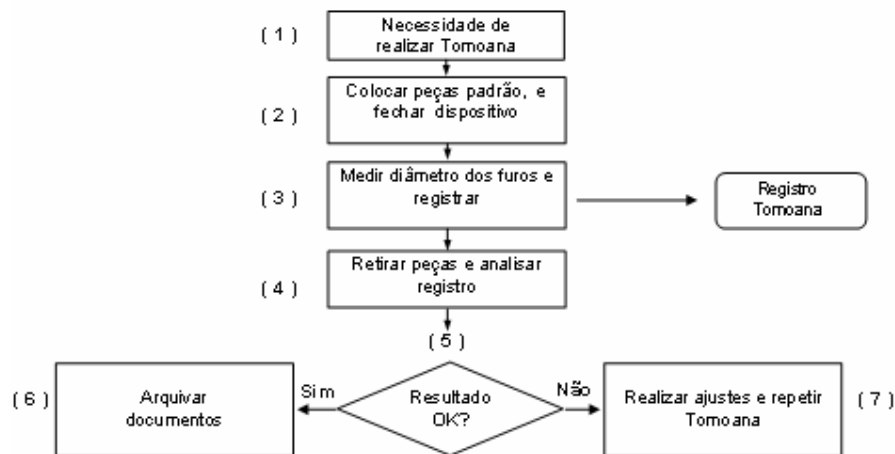 ( 1 )
Necessidade de
realizar Tomoana
( 2 )
Colocar peças padrão, e
fechar dispositivo
( 3 )
Medir diâmetro dos furos e
registrar
Registro
Tomoana
( 4 )
Retirar peças e analisar
registro
( 5 )
( 6 )
Arquivar
documentos
Sim
Resultado
OK?
Não
Realizar ajustes e repetir
Tomoana
( 7 )